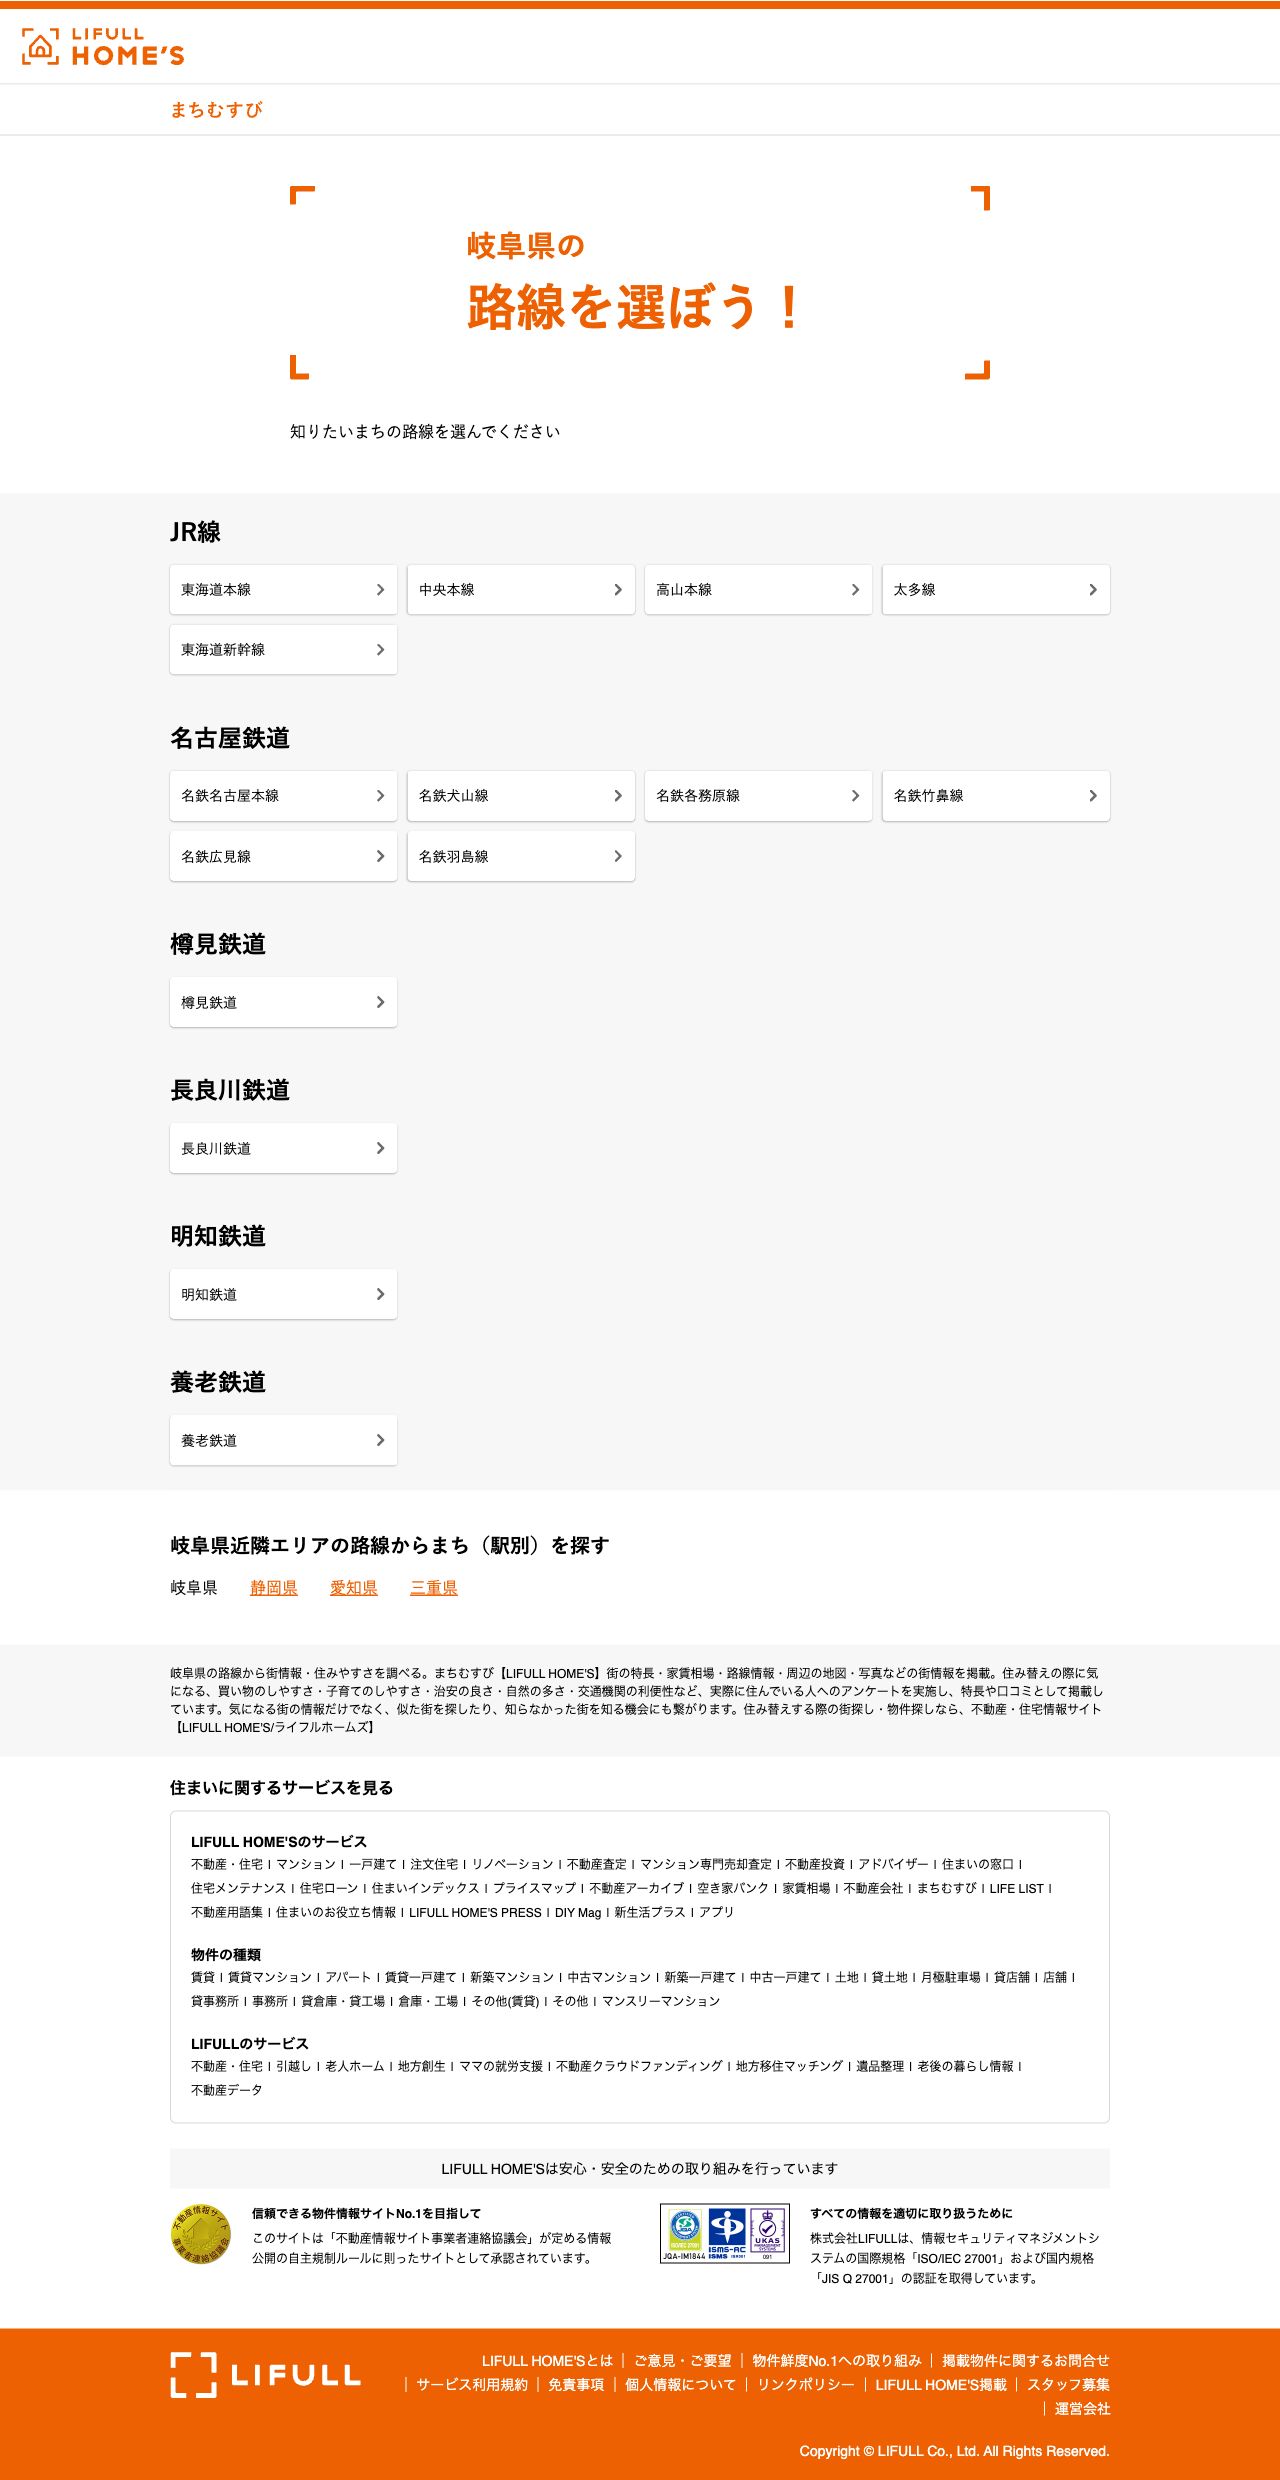 LIFULL
HOME'S
まちむすび
岐阜県の
路線を選ぼう！
知りたいまちの路線を選んでください
JR線
東海道本線
中央本線
高山本線
太多線
東海道新幹線
名古屋鉄道
名鉄名古屋本線
名鉄犬山線
名鉄各務原線
名鉄竹鼻線
名鉄広見線
名鉄羽島線
樽見鉄道
樽見鉄道
長良川鉄道
長良川鉄道
明知鉄道
明知鉄道
養老鉄道
養老鉄道
岐阜県近隣エリアの路線からまち（駅別）を探す
岐阜県 静岡県 愛知県 三重県
岐阜県の路線から街情報・住みやすさを調べる。まちむすび【LIFULL HOME'S】街の特長・家賃相場・路線情報・周辺の地図・写真などの街情報を掲載。住み替えの際に気
になる、買い物のしやすさ・子育てのしやすさ・治安の良さ・自然の多さ・交通機関の利便性など、実際に住んでいる人へのアンケートを実施し、特長や口コミとして掲載し
ています。気になる街の情報だけでなく、似た街を探したり、知らなかった街を知る機会にも繋がります。住み替えする際の街探し・物件探しなら、不動産・住宅情報サイト
【LIFULL HOME'S/ライフルホームズ】
住まいに関するサービスを見る
LIFULL HOME'Sのサービス
不動産・住宅 | マンション | 一戸建て | 注文住宅 | リノベーション | 不動産査定 | マンション専門売却査定 | 不動産投資 | アドバイザー | 住まいの窓口 |
住宅メンテナンス | 住宅ローン | 住まいインデックス | プライスマップ | 不動産アーカイブ | 空き家バンク | 家賃相場 | 不動産会社 | まちむすび | LIFE LIST |
不動産用語集 | 住まいのお役立ち情報 | LIFULL HOME'S PRESS | DIY Mag | 新生活プラス | アプリ
物件の種類
賃貸 | 賃貸マンション | アパート | 賃貸一戸建て | 新築マンション | 中古マンション | 新築一戸建て | 中古一戸建て | 土地 | 貸土地 | 月極駐車場 | 貸店舗 | 店舗 |
貸事務所 | 事務所 | 貸倉庫・貸工場 | 倉庫・工場 | その他(賃貸) | その他 | マンスリーマンション
LIFULLのサービス
不動産・住宅 | 引越し | 老人ホーム | 地方創生 | ママの就労支援 | 不動産クラウドファンディング | 地方移住マッチング | 遺品整理 | 老後の暮らし情報 |
不動産データ
LIFULL HOME'Sは安心・安全のための取り組みを行っています
不動産情報サイト
事業者連絡協議会
信頼できる物件情報サイトNo.1を目指して
このサイトは「不動産情報サイト事業者連絡協議会」が定める情報
公開の自主規制ルールに則ったサイトとして承認されています。
JQA
ISO/IEC 27001
JQA-IM1844
ISMS-AC
ISMS
UKAS
MANAGEMENT
SYSTEMS
091
すべての情報を適切に取り扱うために
株式会社LIFULLは、情報セキュリティマネジメントシ
ステムの国際規格「ISO/IEC 27001」および国内規格
「JIS Q 27001」の認証を取得しています。
LIFULL
LIFULL HOME'Sとは | ご意見・ご要望 | 物件鮮度No.1への取り組み | 掲載物件に関するお問合せ
| サービス利用規約 | 免責事項 | 個人情報について | リンクポリシー | LIFULL HOME'S掲載 | スタッフ募集
| 運営会社
Copyright © LIFULL Co., Ltd. All Rights Reserved.